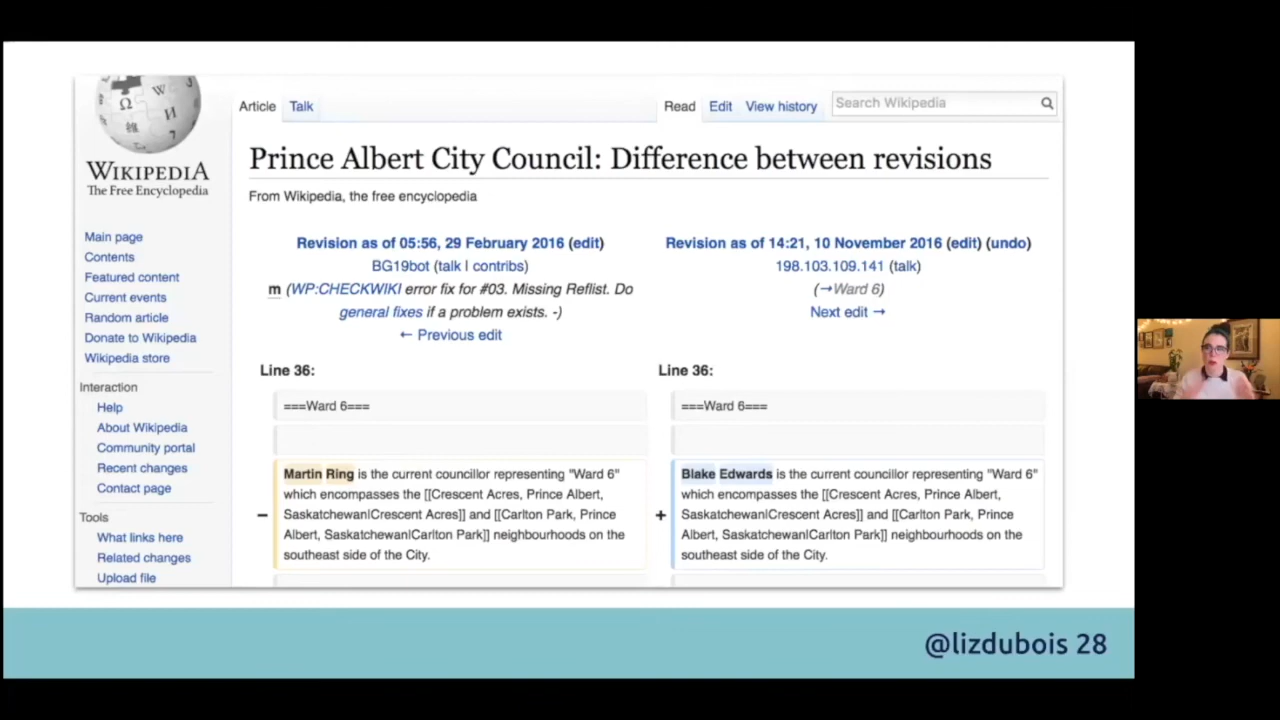 Article Talk Read Edit View history Search Wikipedia
WIKIPEDIA
The Free Encyclopedia
Main page
Contents
Featured content
Current events
Random article
Donate to Wikipedia
Wikipedia store
Interaction
Help
About Wikipedia
Community portal
Recent changes
Contact page
Tools
What links here
Related changes
Upload file
Prince Albert City Council: Difference between revisions
From Wikipedia, the free encyclopedia
Revision as of 05:56, 29 February 2016 (edit)
BG19bot (talk | contribs)
m (WP:CHECKWIKI error fix for #03. Missing Reflist. Do
general fixes if a problem exists. -)
← Previous edit
Line 36:
===Ward 6===
− Martin Ring is the current councillor representing "Ward 6"
which encompasses the [[Crescent Acres, Prince Albert,
Saskatchewan|Crescent Acres]] and [[Carlton Park, Prince
Albert, Saskatchewan|Carlton Park]] neighbourhoods on the
southeast side of the City.
Revision as of 14:21, 10 November 2016 (edit) (undo)
198.103.109.141 (talk)
(→Ward 6)
Next edit →
Line 36:
===Ward 6===
+ Blake Edwards is the current councillor representing "Ward 6"
which encompasses the [[Crescent Acres, Prince Albert,
Saskatchewan|Crescent Acres]] and [[Carlton Park, Prince
Albert, Saskatchewan|Carlton Park]] neighbourhoods on the
southeast side of the City.
@lizdubois 28